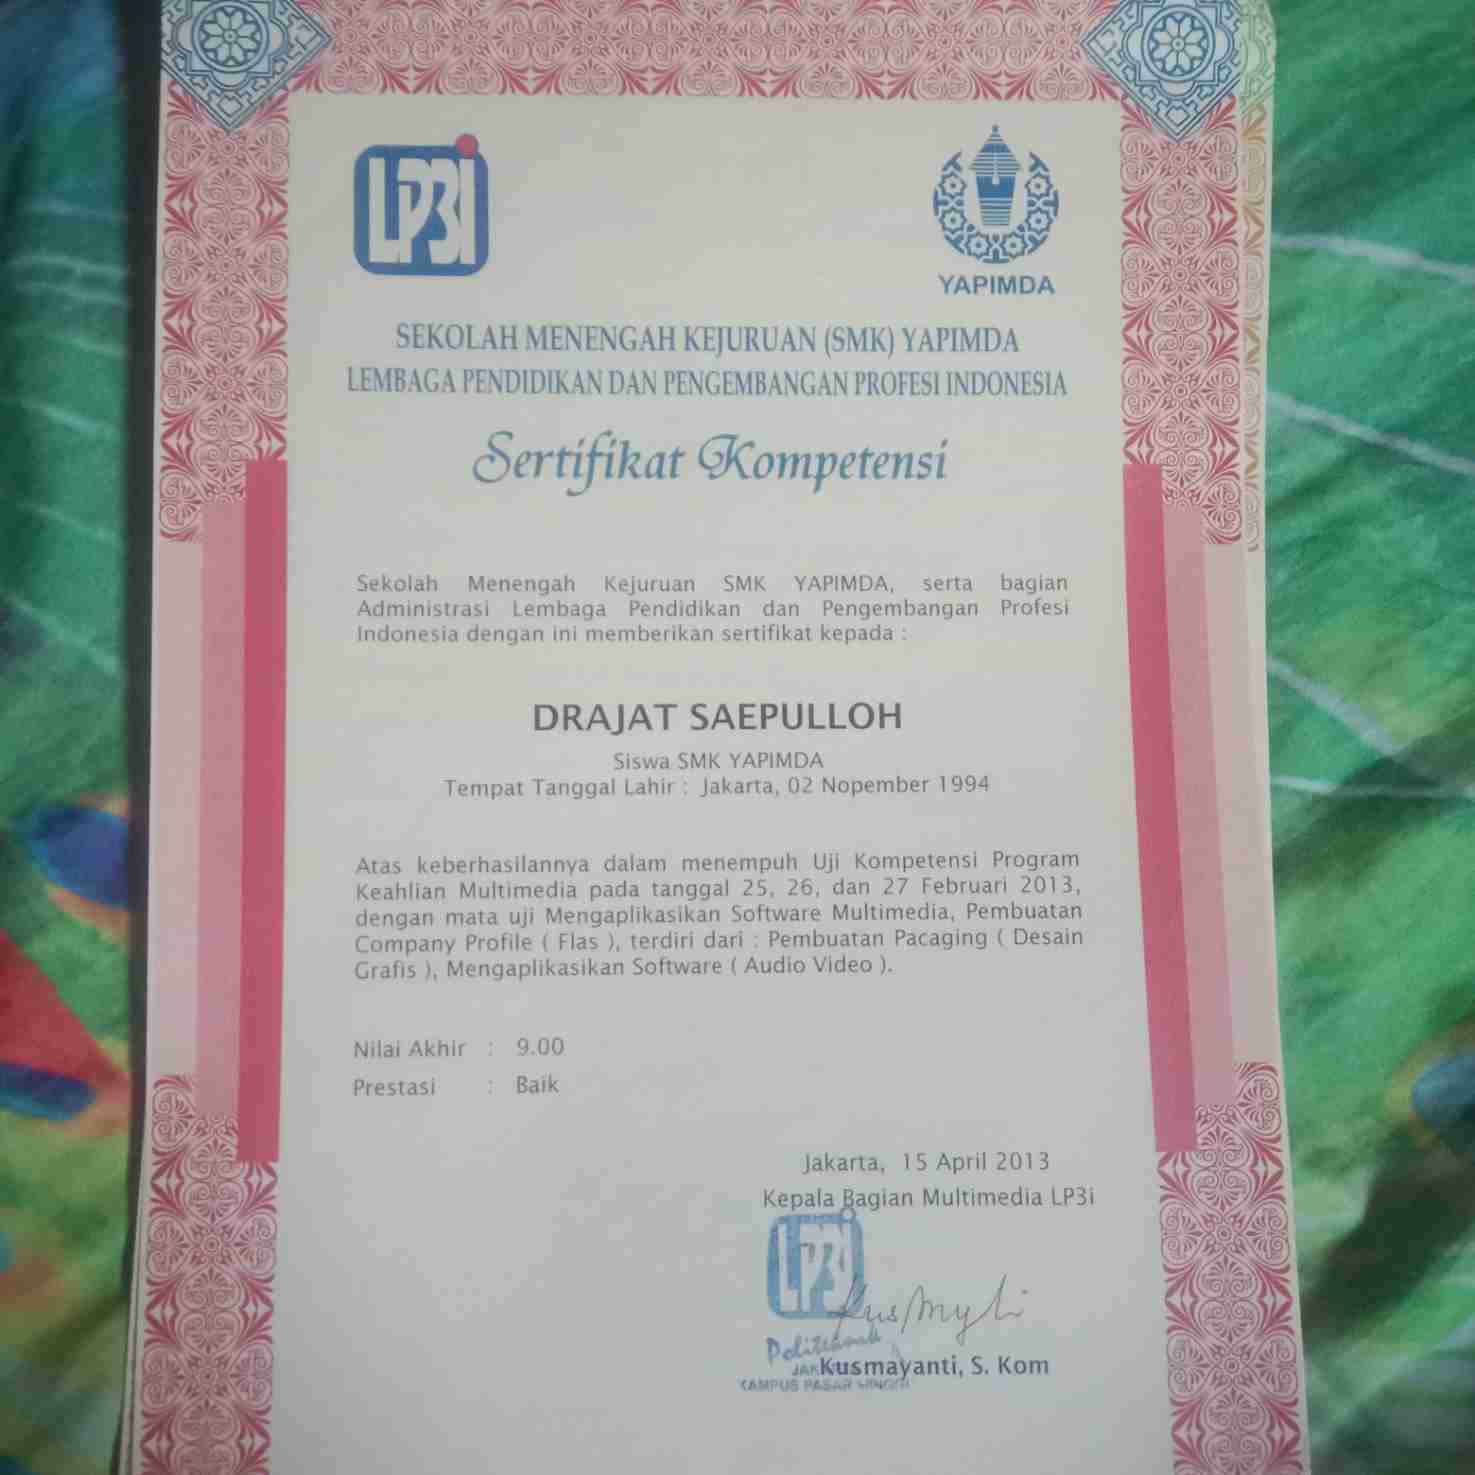 LP3I
YAPIMDA
SEKOLAH MENENGAH KEJURUAN (SMK) YAPIMDA
LEMBAGA PENDIDIKAN DAN PENGEMBANGAN PROFESI INDONESIA
Sertifikat Kompetensi
Sekolah Menengah Kejuruan SMK YAPIMDA, serta bagian
Administrasi Lembaga Pendidikan dan Pengembangan Profesi
Indonesia dengan ini memberikan sertifikat kepada :
DRAJAT SAEPULLOH
Siswa SMK YAPIMDA
Tempat Tanggal Lahir : Jakarta, 02 Nopember 1994
Atas keberhasilannya dalam menempuh Uji Kompetensi Program
Keahlian Multimedia pada tanggal 25, 26, dan 27 Februari 2013,
dengan mata uji Mengaplikasikan Software Multimedia, Pembuatan
Company Profile ( Flas ), terdiri dari : Pembuatan Pacaging ( Desain
Grafis ), Mengaplikasikan Software ( Audio Video ).
Nilai Akhir : 9.00
Prestasi : Baik
Jakarta, 15 April 2013
Kepala Bagian Multimedia LP3i
LP3I
Kusmayanti, S. Kom
KAMPUS PASAR